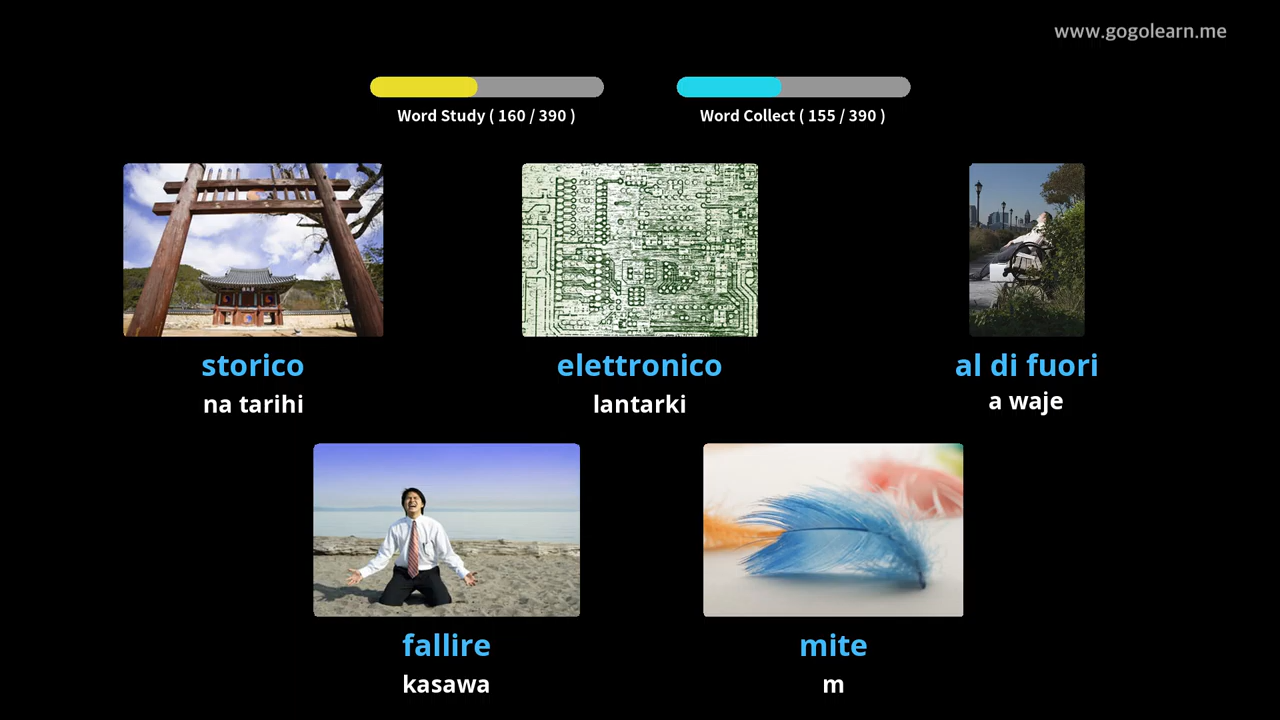 www.gogolearn.me
Word Study ( 160 / 390 )
Word Collect ( 155 / 390 )
storico
na tarihi
elettronico
lantarki
al di fuori
a waje
fallire
kasawa
mite
m